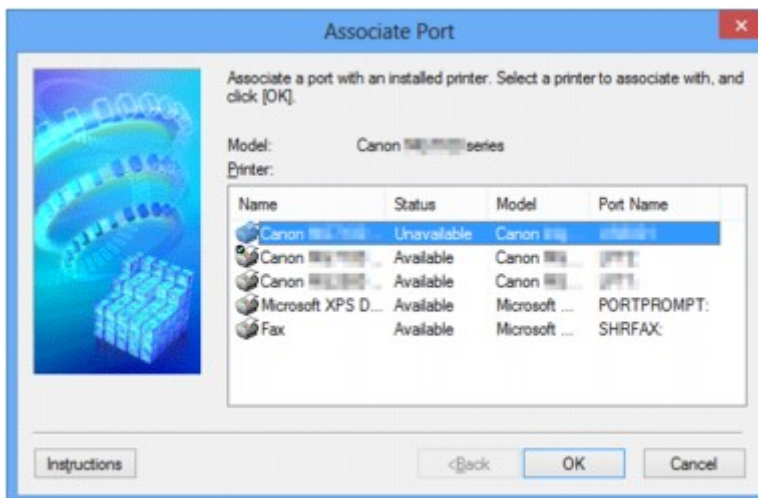 Associate Port
Associate a port with an installed printer. Select a printer to associate with, and
click [OK].
Model: Canon series
Printer:
Name Status Model Port Name
Canon ... Unavailable Canon ...
Canon ... Available Canon ...
Canon ... Available Canon ...
Microsoft XPS D... Available Microsoft ... PORTPROMPT:
Fax Available Microsoft ... SHRFAX:
Instructions <Back OK Cancel